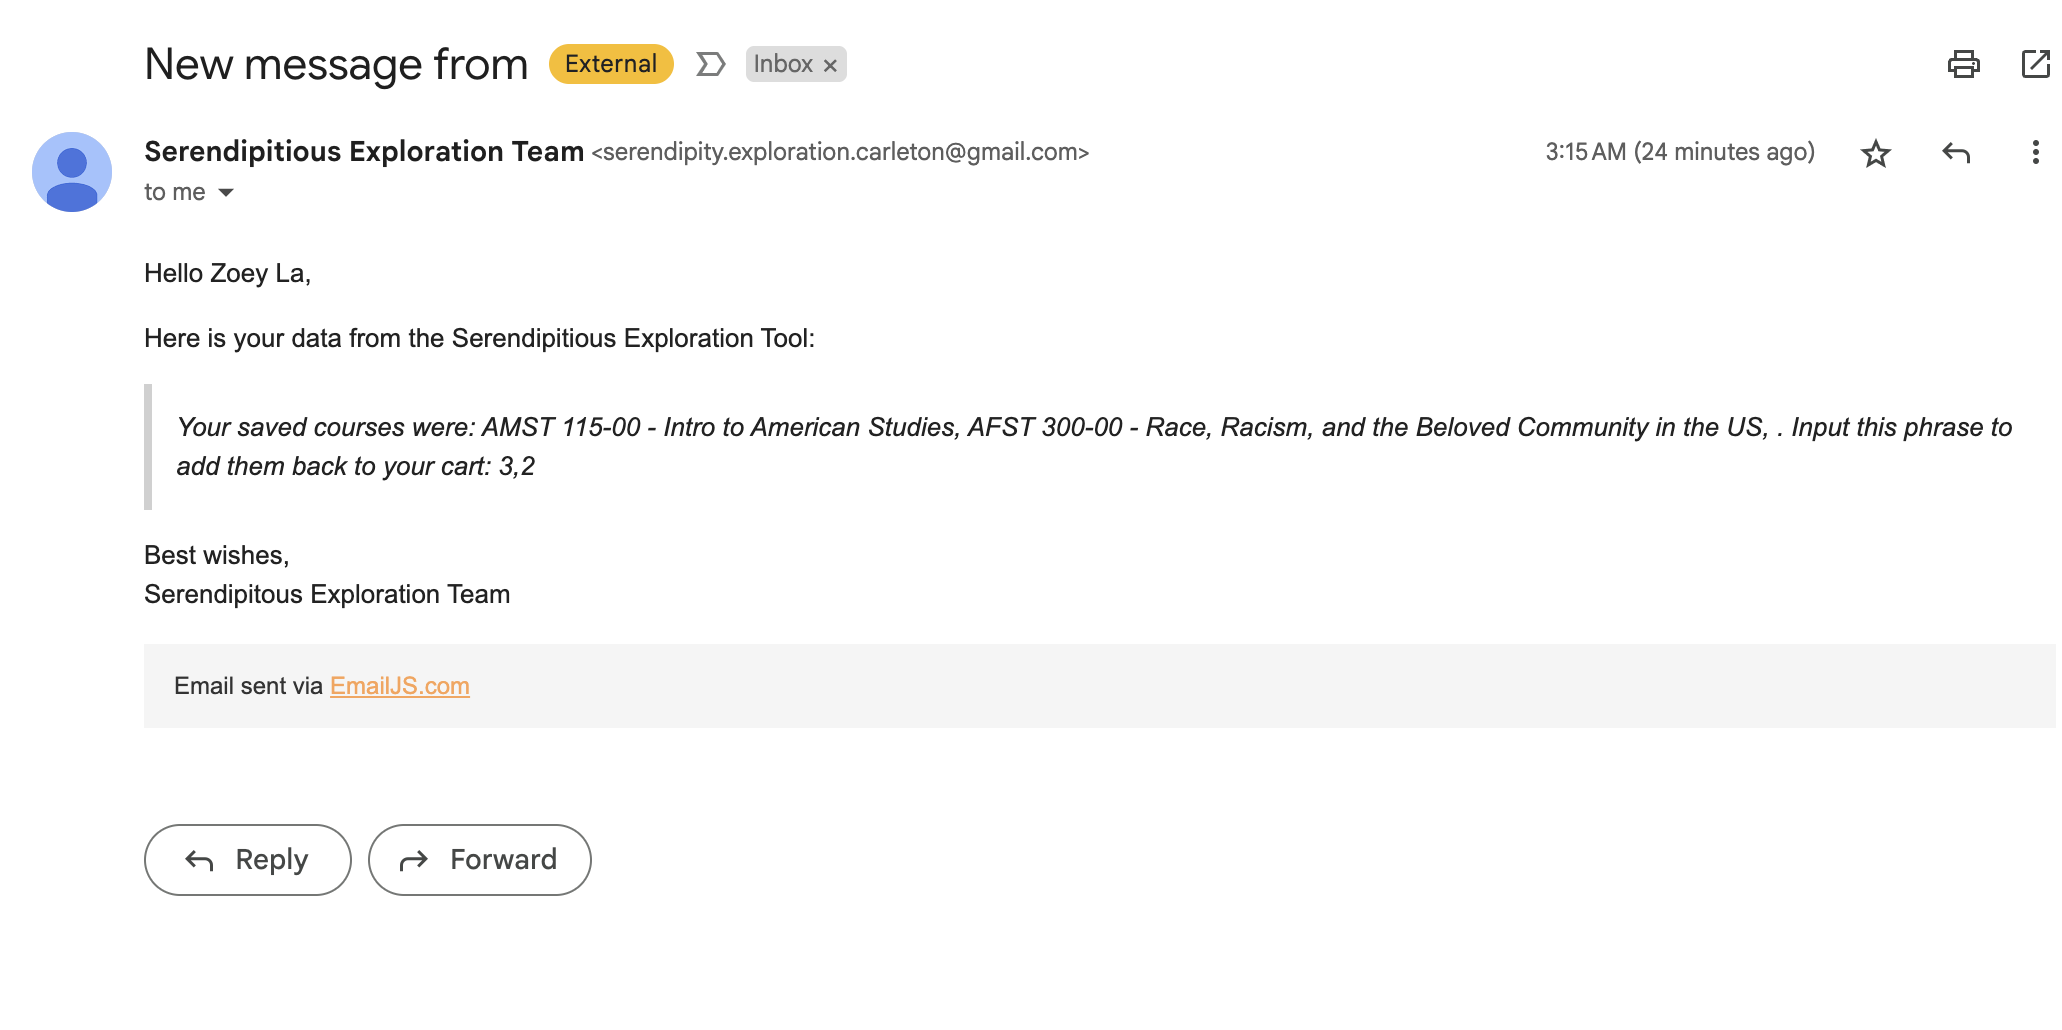 New message from External Inbox ×
Serendipitious Exploration Team <serendipity.exploration.carleton@gmail.com> 3:15 AM (24 minutes ago)
to me
Hello Zoey La,
Here is your data from the Serendipitious Exploration Tool:
Your saved courses were: AMST 115-00 - Intro to American Studies, AFST 300-00 - Race, Racism, and the Beloved Community in the US, . Input this phrase to
add them back to your cart: 3,2
Best wishes,
Serendipitous Exploration Team
Email sent via EmailJS.com
Reply Forward